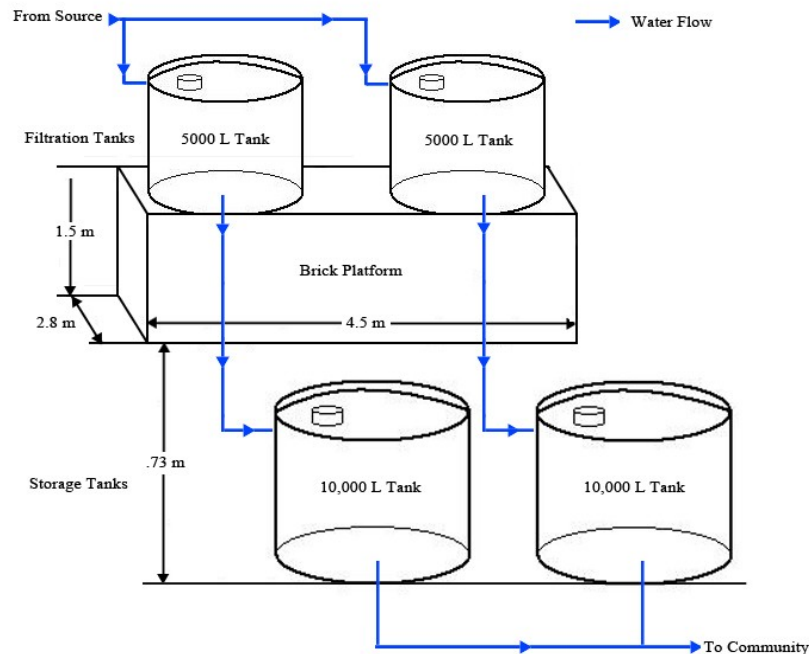 From Source
Water Flow
Filtration Tanks
5000 L Tank
5000 L Tank
1.5 m
Brick Platform
2.8 m
4.5 m
.73 m
Storage Tanks
10,000 L Tank
10,000 L Tank
To Community